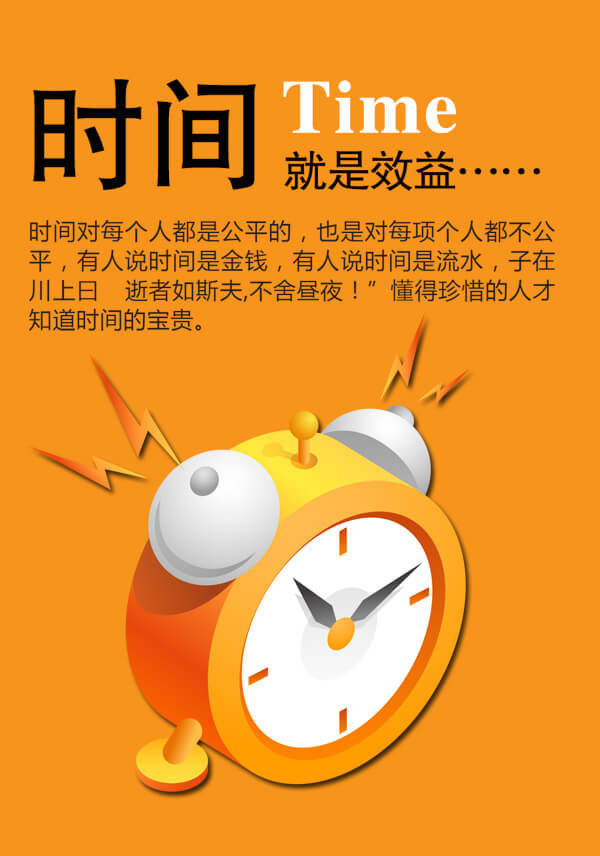 时间
Time
就是效益……
时间对每个人都是公平的，也是对每项个人都不公
平，有人说时间是金钱，有人说时间是流水，子在
川上曰　逝者如斯夫,不舍昼夜！”懂得珍惜的人才
知道时间的宝贵。